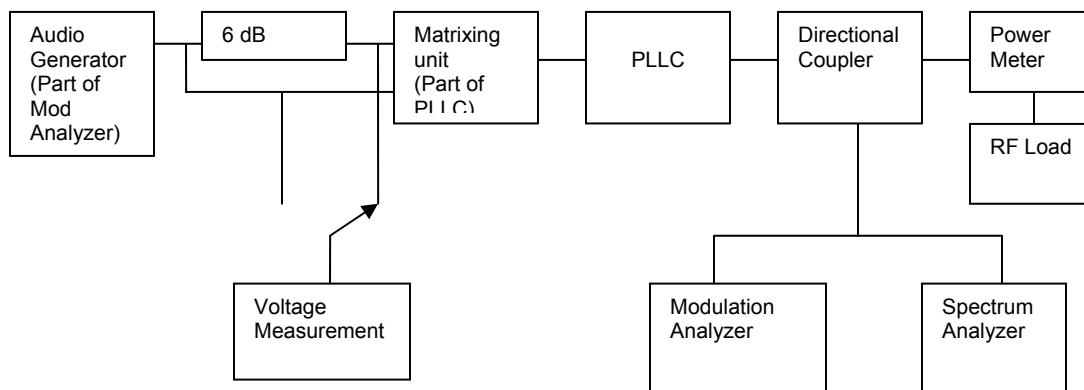 Audio
Generator
(Part of
Mod
Analyzer)
6 dB
Matrixing
unit
(Part of
PLLC)
PLLC
Directional
Coupler
Power
Meter
RF Load
Voltage
Measurement
Modulation
Analyzer
Spectrum
Analyzer